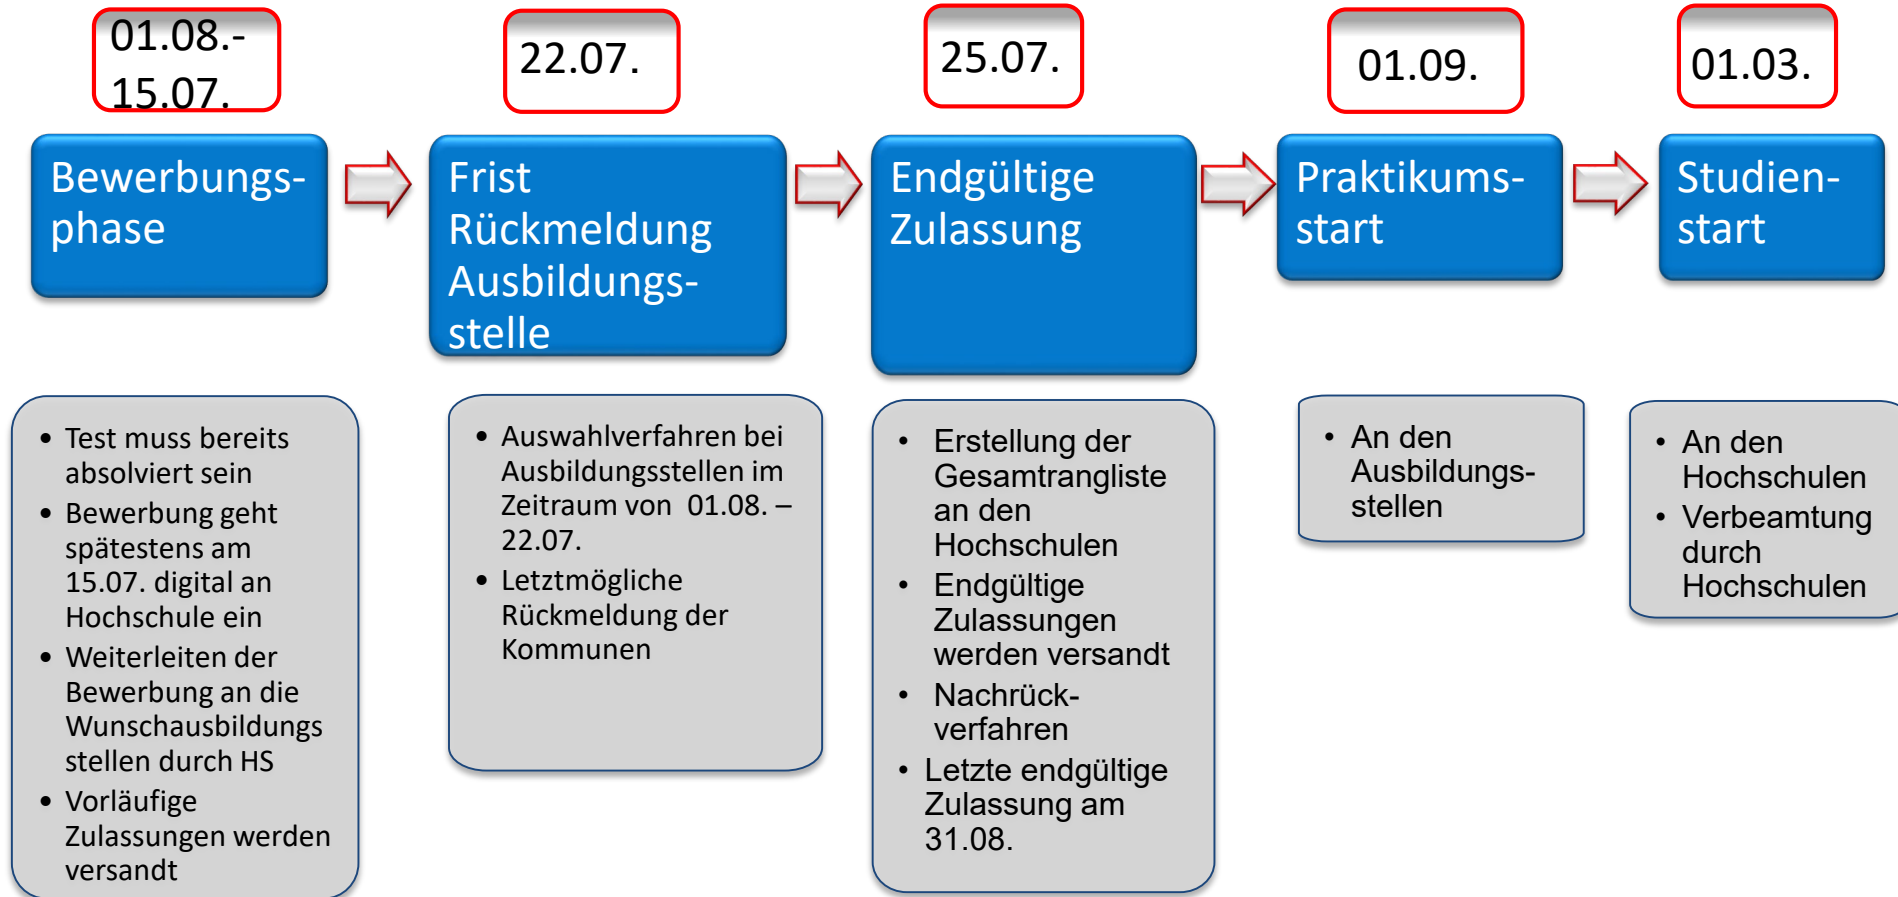 01.08.-
15.07.
22.07.
25.07.
01.09.
01.03.
Bewerbungs-
phase
Frist
Rückmeldung
Ausbildungs-
stelle
Endgültige
Zulassung
Praktikums-
start
Studien-
start
• Test muss bereits
absolviert sein
• Bewerbung geht
spätestens am
15.07. digital an
Hochschule ein
• Weiterleiten der
Bewerbung an die
Wunschausbildungs
stellen durch HS
• Vorläufige
Zulassungen werden
versandt
• Auswahlverfahren bei
Ausbildungsstellen im
Zeitraum von 01.08. –
22.07.
• Letztmögliche
Rückmeldung der
Kommunen
• Erstellung der
Gesamtrangliste
an den
Hochschulen
• Endgültige
Zulassungen
werden versandt
• Nachrück-
verfahren
• Letzte endgültige
Zulassung am
31.08.
• An den
Ausbildungs-
stellen
• An den
Hochschulen
• Verbeamtung
durch
Hochschulen